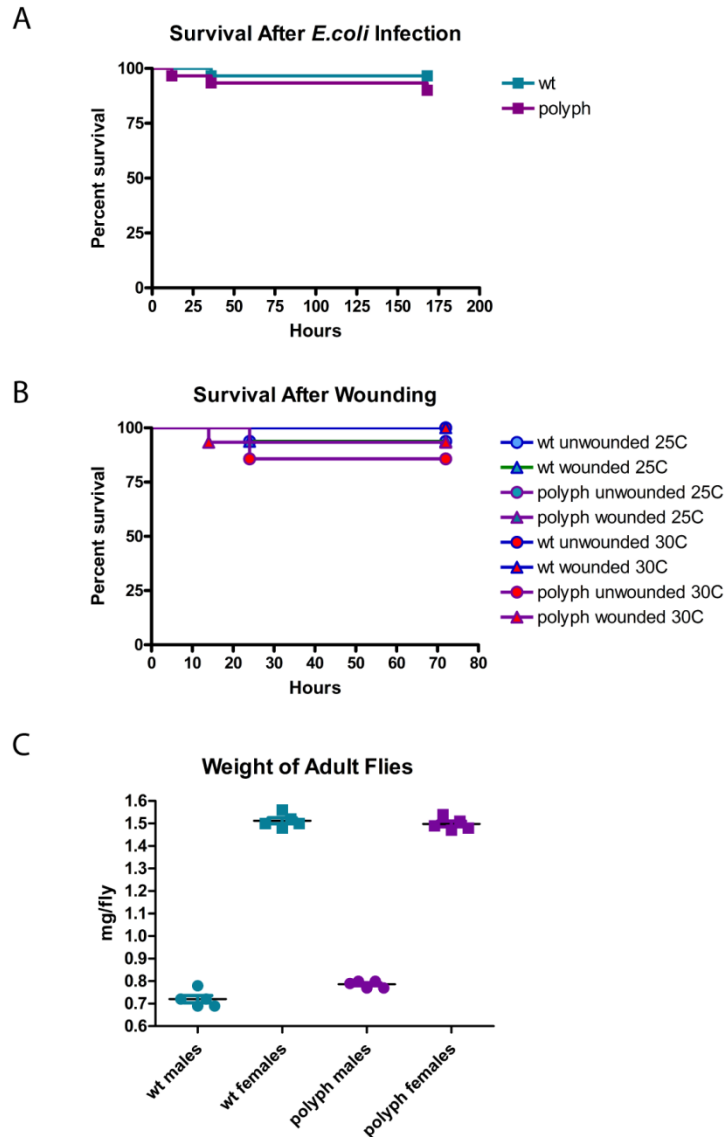 A
Survival After E.coli Infection
100
75
50
25
0
Percent survival
0 25 50 75 100 125 150 175 200
Hours
wt
polyph
B
Survival After Wounding
100
75
50
25
0
Percent survival
0 10 20 30 40 50 60 70 80
Hours
wt unwounded 25C
wt wounded 25C
polyph unwounded 25C
polyph wounded 25C
wt unwounded 30C
wt wounded 30C
polyph unwounded 30C
polyph wounded 30C
C
Weight of Adult Flies
1.6
1.5
1.4
1.3
1.2
1.1
1.0
0.9
0.8
0.7
0.6
mg/fly
wt males
wt females
polyph males
polyph females